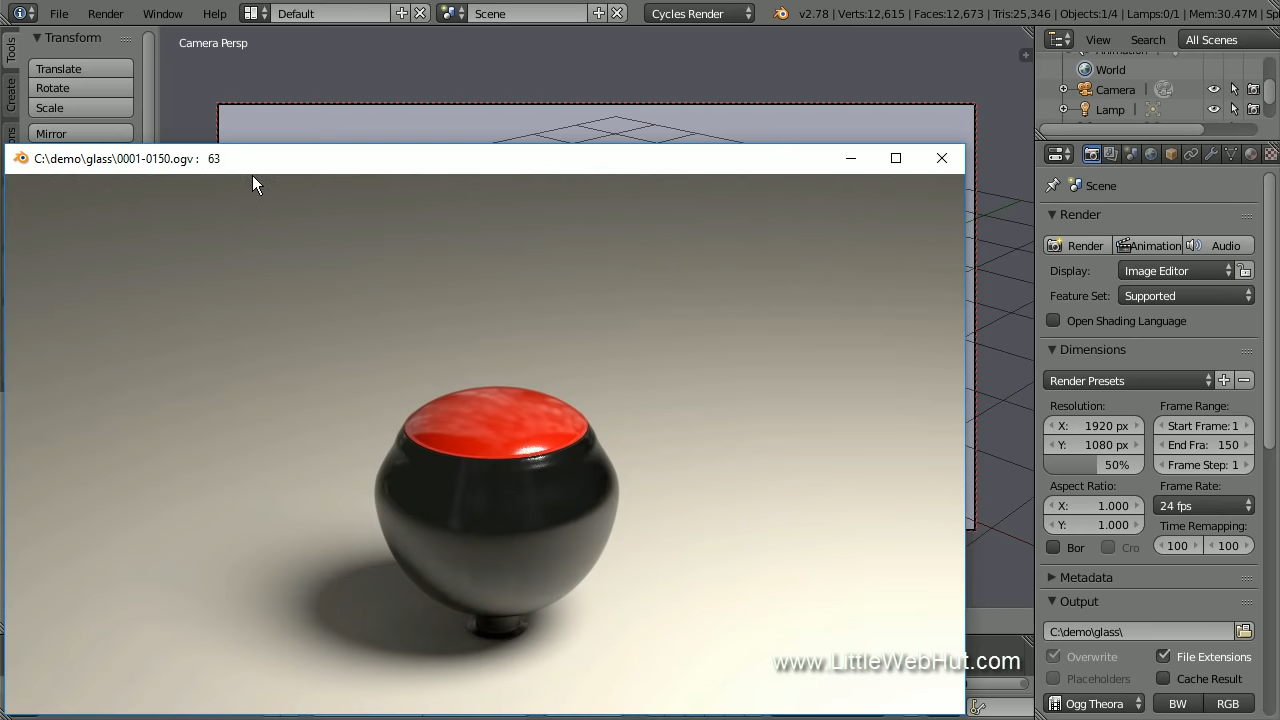 File Render Window Help Default Scene Cycles Render v2.78 | Verts:12,615 | Faces:12,673 | Tris:25,346 | Objects:1/4 | Lamps:0/1 | Mem:30.47M |
Tools
Create
Transform
Translate
Rotate
Scale
Mirror
Camera Persp
View Search All Scenes
World
Camera
Lamp
C:\demo\glass\0001-0150.ogv : 63
Scene
Render
Render Animation Audio
Display: Image Editor
Feature Set: Supported
Open Shading Language
Dimensions
Render Presets
Resolution: Frame Range:
X: 1920 px Start Frame: 1
Y: 1080 px End Fra: 150
50% Frame Step: 1
Aspect Ratio: Frame Rate:
X: 1.000 24 fps
Y: 1.000 Time Remapping:
Bor Cro 100 100
Metadata
Output
C:\demo\glass\
Overwrite File Extensions
Placeholders Cache Result
Ogg Theora BW RGB
www.LittleWebHut.com